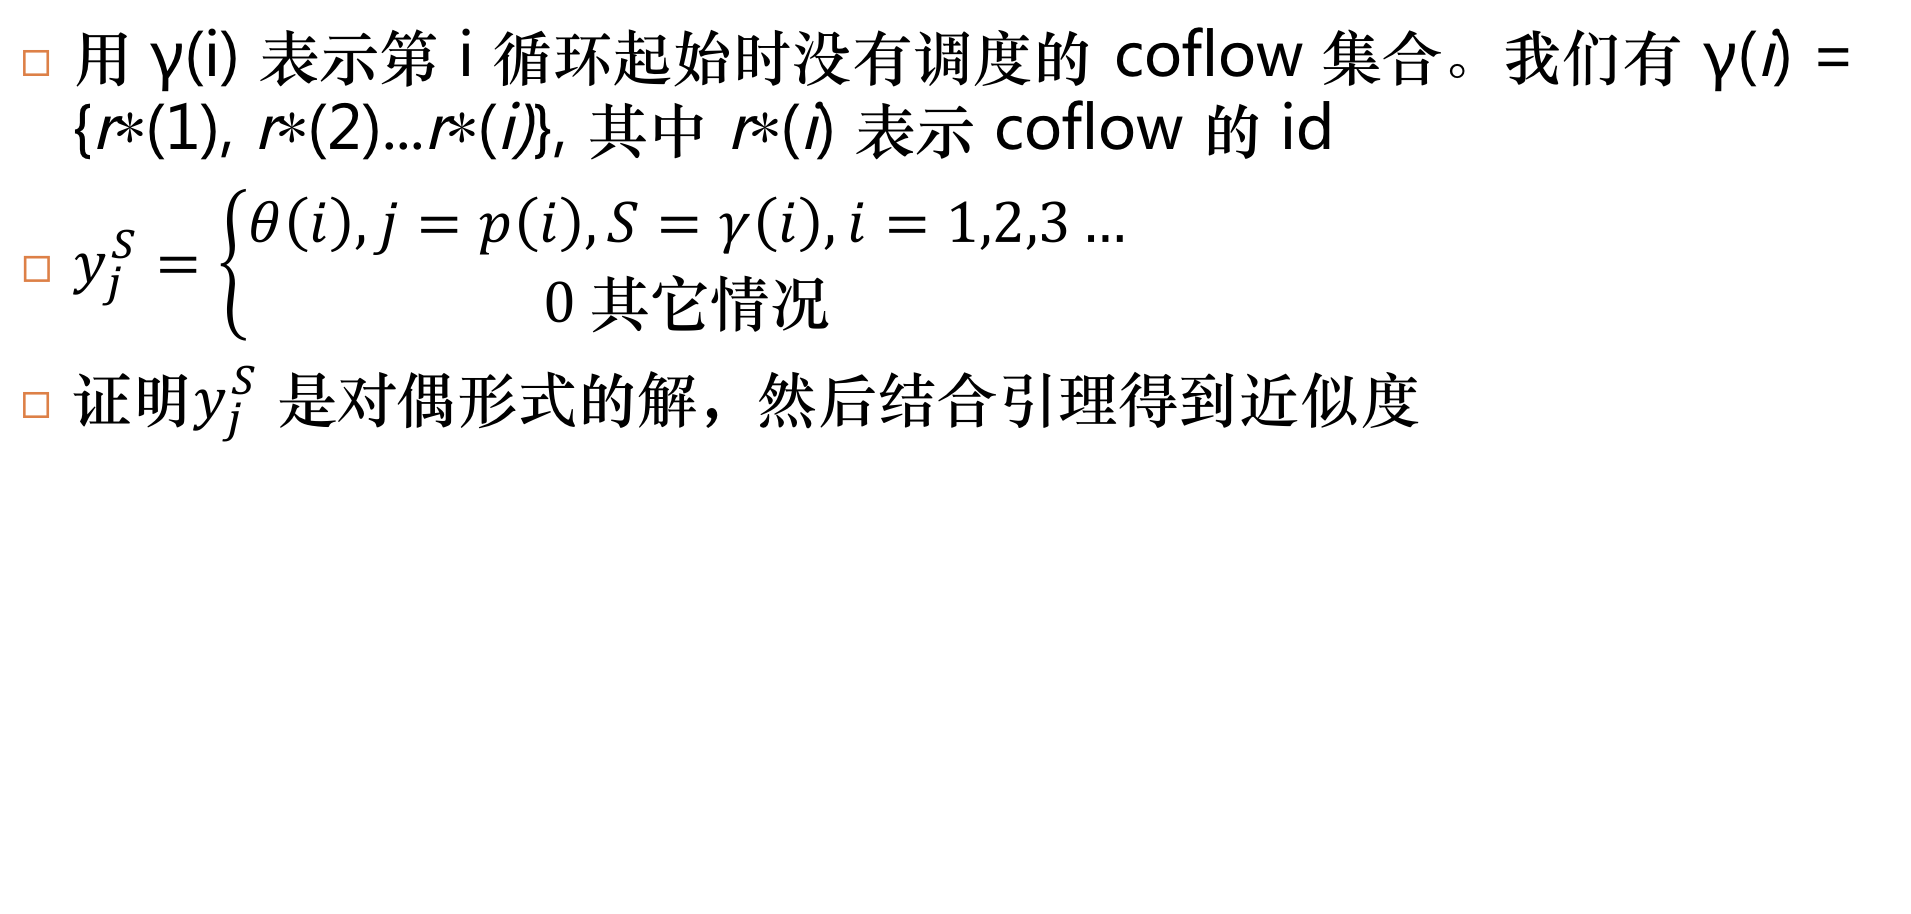 用 γ(i) 表示第 i 循环起始时没有调度的 coflow 集合。我们有 γ(i) =
{r*(1), r*(2)...r*(i)}, 其中 r*(i) 表示 coflow 的 id
y_j^S = { θ(i), j = p(i), S = γ(i), i = 1,2,3 ...
0 其它情况
证明y_j^S 是对偶形式的解，然后结合引理得到近似度